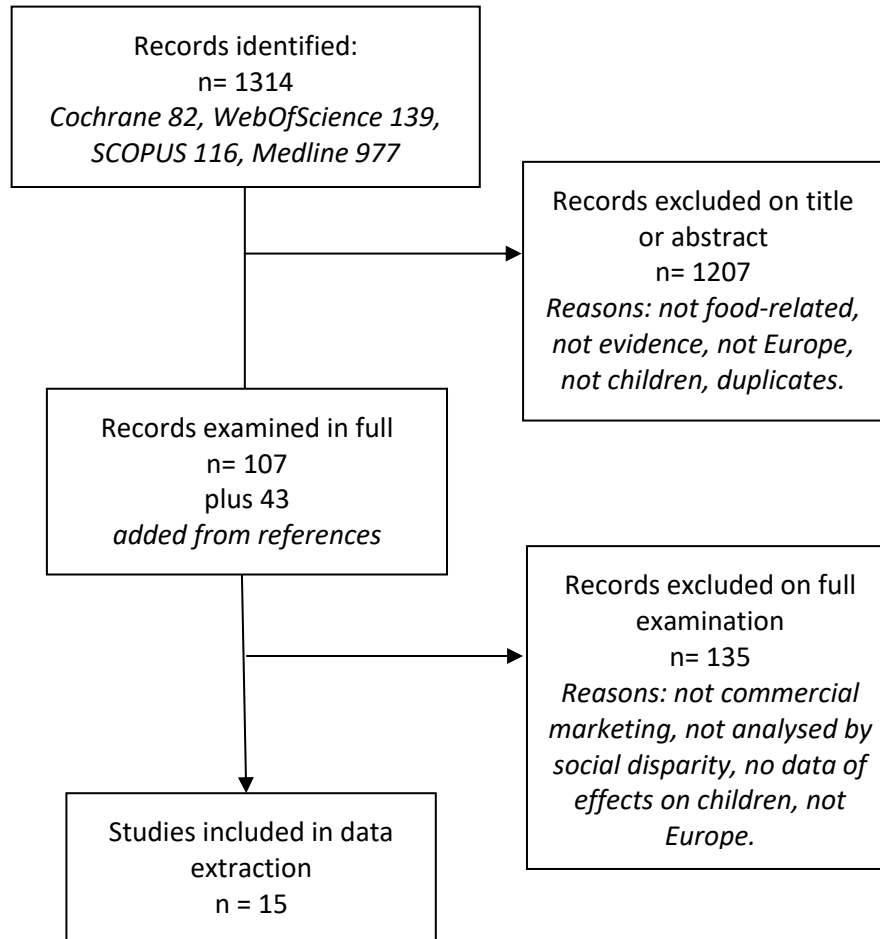 Records identified:
n= 1314
Cochrane 82, WebOfScience 139,
SCOPUS 116, Medline 977
Records excluded on title
or abstract
n= 1207
Reasons: not food-related,
not evidence, not Europe,
not children, duplicates.
Records examined in full
n= 107
plus 43
added from references
Records excluded on full
examination
n= 135
Reasons: not commercial
marketing, not analysed by
social disparity, no data of
effects on children, not
Europe.
Studies included in data
extraction
n = 15